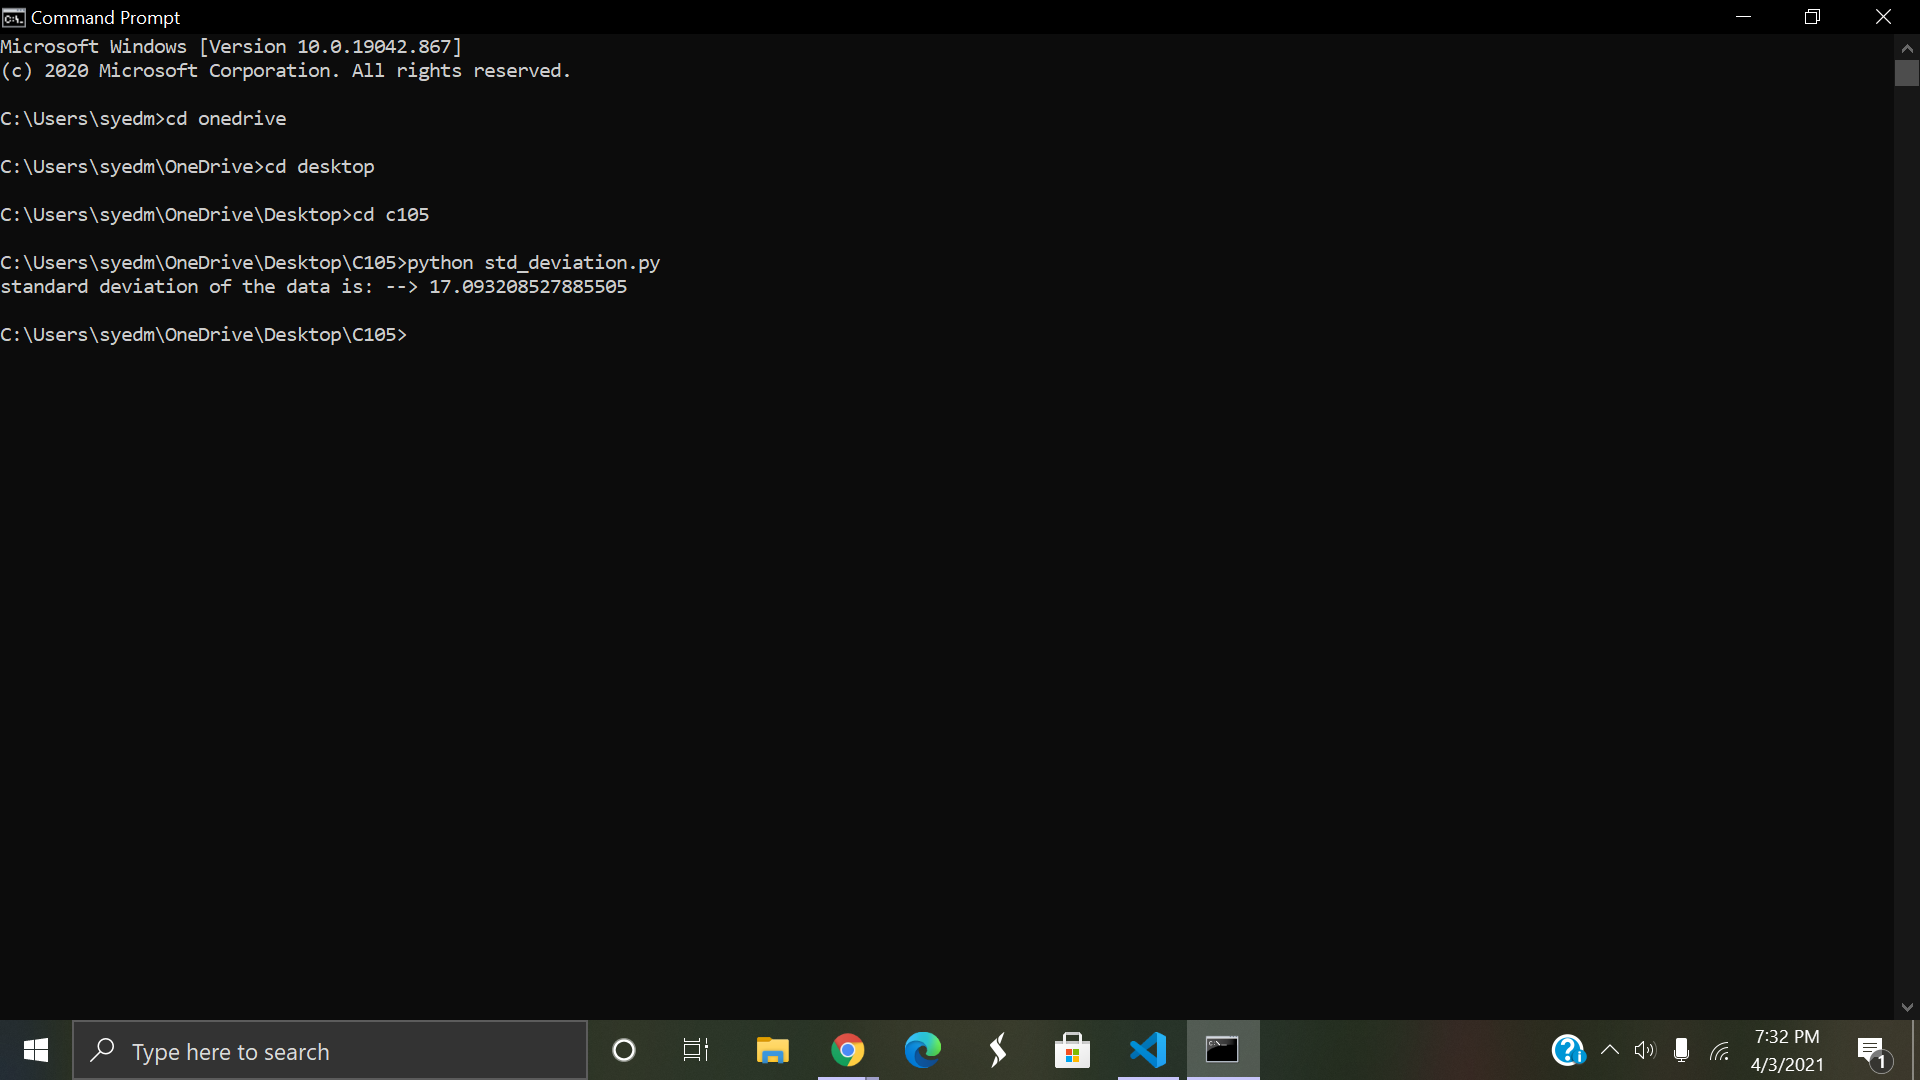 Command Prompt
Microsoft Windows [Version 10.0.19042.867]
(c) 2020 Microsoft Corporation. All rights reserved.
C:\Users\syedm>cd onedrive
C:\Users\syedm\OneDrive>cd desktop
C:\Users\syedm\OneDrive\Desktop>cd c105
C:\Users\syedm\OneDrive\Desktop\C105>python std_deviation.py
standard deviation of the data is: --> 17.093208527885505
C:\Users\syedm\OneDrive\Desktop\C105>
Type here to search
7:32 PM
4/3/2021
1